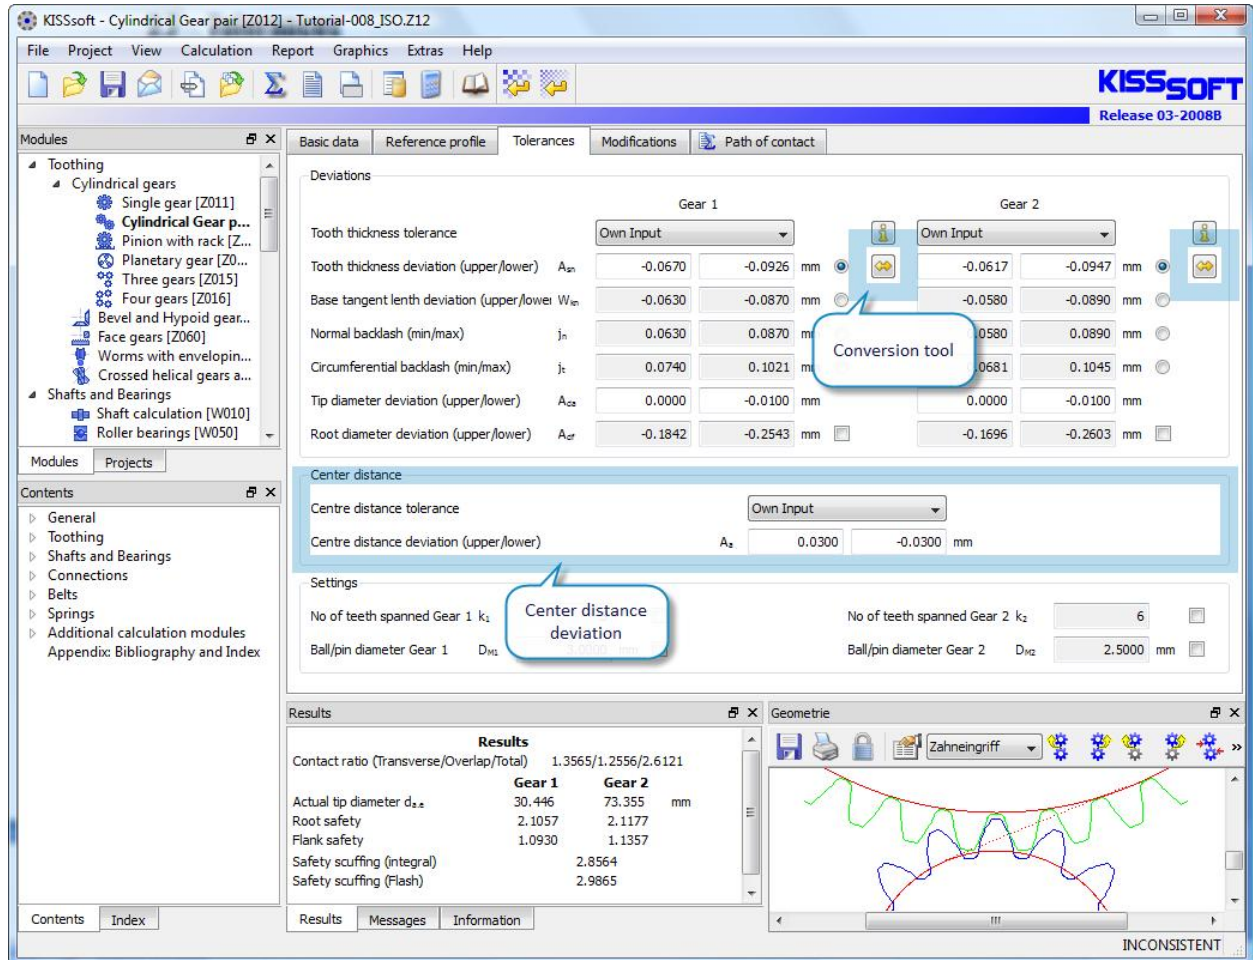 KISSsoft - Cylindrical Gear pair [Z012] - Tutorial-008_ISO.Z12
File Project View Calculation Report Graphics Extras Help
KISSSOFT
Release 03-2008B
Modules
Toothing
Cylindrical gears
Single gear [Z011]
Cylindrical Gear p...
Pinion with rack [Z...
Planetary gear [Z0...
Three gears [Z015]
Four gears [Z016]
Bevel and Hypoid gear...
Face gears [Z060]
Worms with envelopin...
Crossed helical gears a...
Shafts and Bearings
Shaft calculation [W010]
Roller bearings [W050]
Modules Projects
Contents
General
Toothing
Shafts and Bearings
Connections
Belts
Springs
Additional calculation modules
Appendix: Bibliography and Index
Contents Index
Basic data Reference profile Tolerances Modifications Path of contact
Deviations
Gear 1 Gear 2
Tooth thickness tolerance Own Input Own Input
Tooth thickness deviation (upper/lower) Asn -0.0670 -0.0926 mm -0.0617 -0.0947 mm
Base tangent lenth deviation (upper/lower Wkn -0.0630 -0.0870 mm -0.0580 -0.0890 mm
Normal backlash (min/max) jn 0.0630 0.0870 0.0890 mm
Circumferential backlash (min/max) jt 0.0740 0.1021 0.1045 mm
Tip diameter deviation (upper/lower) Ada 0.0000 -0.0100 mm 0.0000 -0.0100 mm
Root diameter deviation (upper/lower) Adf -0.1842 -0.2543 mm -0.1696 -0.2603 mm
Conversion tool
Center distance
Centre distance tolerance Own Input
Centre distance deviation (upper/lower) Aa 0.0300 -0.0300 mm
Settings
No of teeth spanned Gear 1 k1 No of teeth spanned Gear 2 k2 6
Ball/pin diameter Gear 1 DM1 3.0000 mm Ball/pin diameter Gear 2 DM2 2.5000 mm
Center distance
deviation
Results
Results
Contact ratio (Transverse/Overlap/Total) 1.3565/1.2556/2.6121
Gear 1 Gear 2
Actual tip diameter da.e 30.446 73.355 mm
Root safety 2.1057 2.1177
Flank safety 1.0930 1.1357
Safety scuffing (integral) 2.8564
Safety scuffing (Flash) 2.9865
Results Messages Information
Geometrie
Zahneingriff
INCONSISTENT